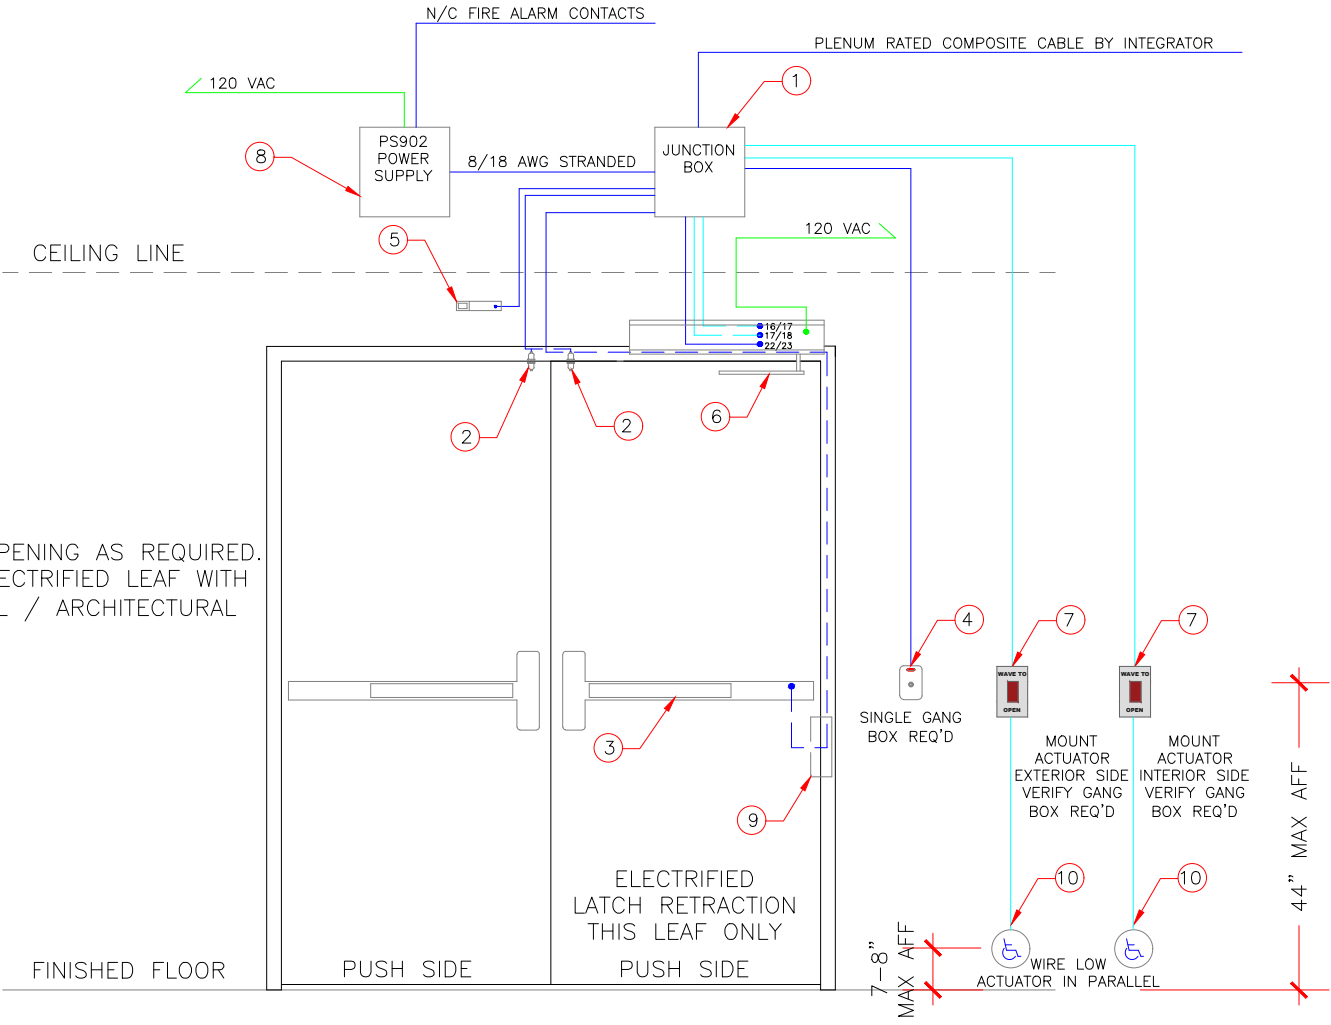 N/C FIRE ALARM CONTACTS
PLENUM RATED COMPOSITE CABLE BY INTEGRATOR
120 VAC
1
PS902
POWER
SUPPLY
8
8/18 AWG STRANDED
JUNCTION
BOX
5
120 VAC
CEILING LINE
16/17
17/18
22/23
2
2
6
PENING AS REQUIRED.
ECTRIFIED LEAF WITH
L / ARCHITECTURAL
4
7
7
WAVE TO
OPEN
WAVE TO
OPEN
SINGLE GANG
BOX REQ'D
3
9
MOUNT
ACTUATOR
EXTERIOR SIDE
VERIFY GANG
BOX REQ'D
MOUNT
ACTUATOR
INTERIOR SIDE
VERIFY GANG
BOX REQ'D
44" MAX AFF
ELECTRIFIED
LATCH RETRACTION
THIS LEAF ONLY
10
10
7-8"
MAX AFF
WIRE LOW
ACTUATOR IN PARALLEL
FINISHED FLOOR
PUSH SIDE
PUSH SIDE